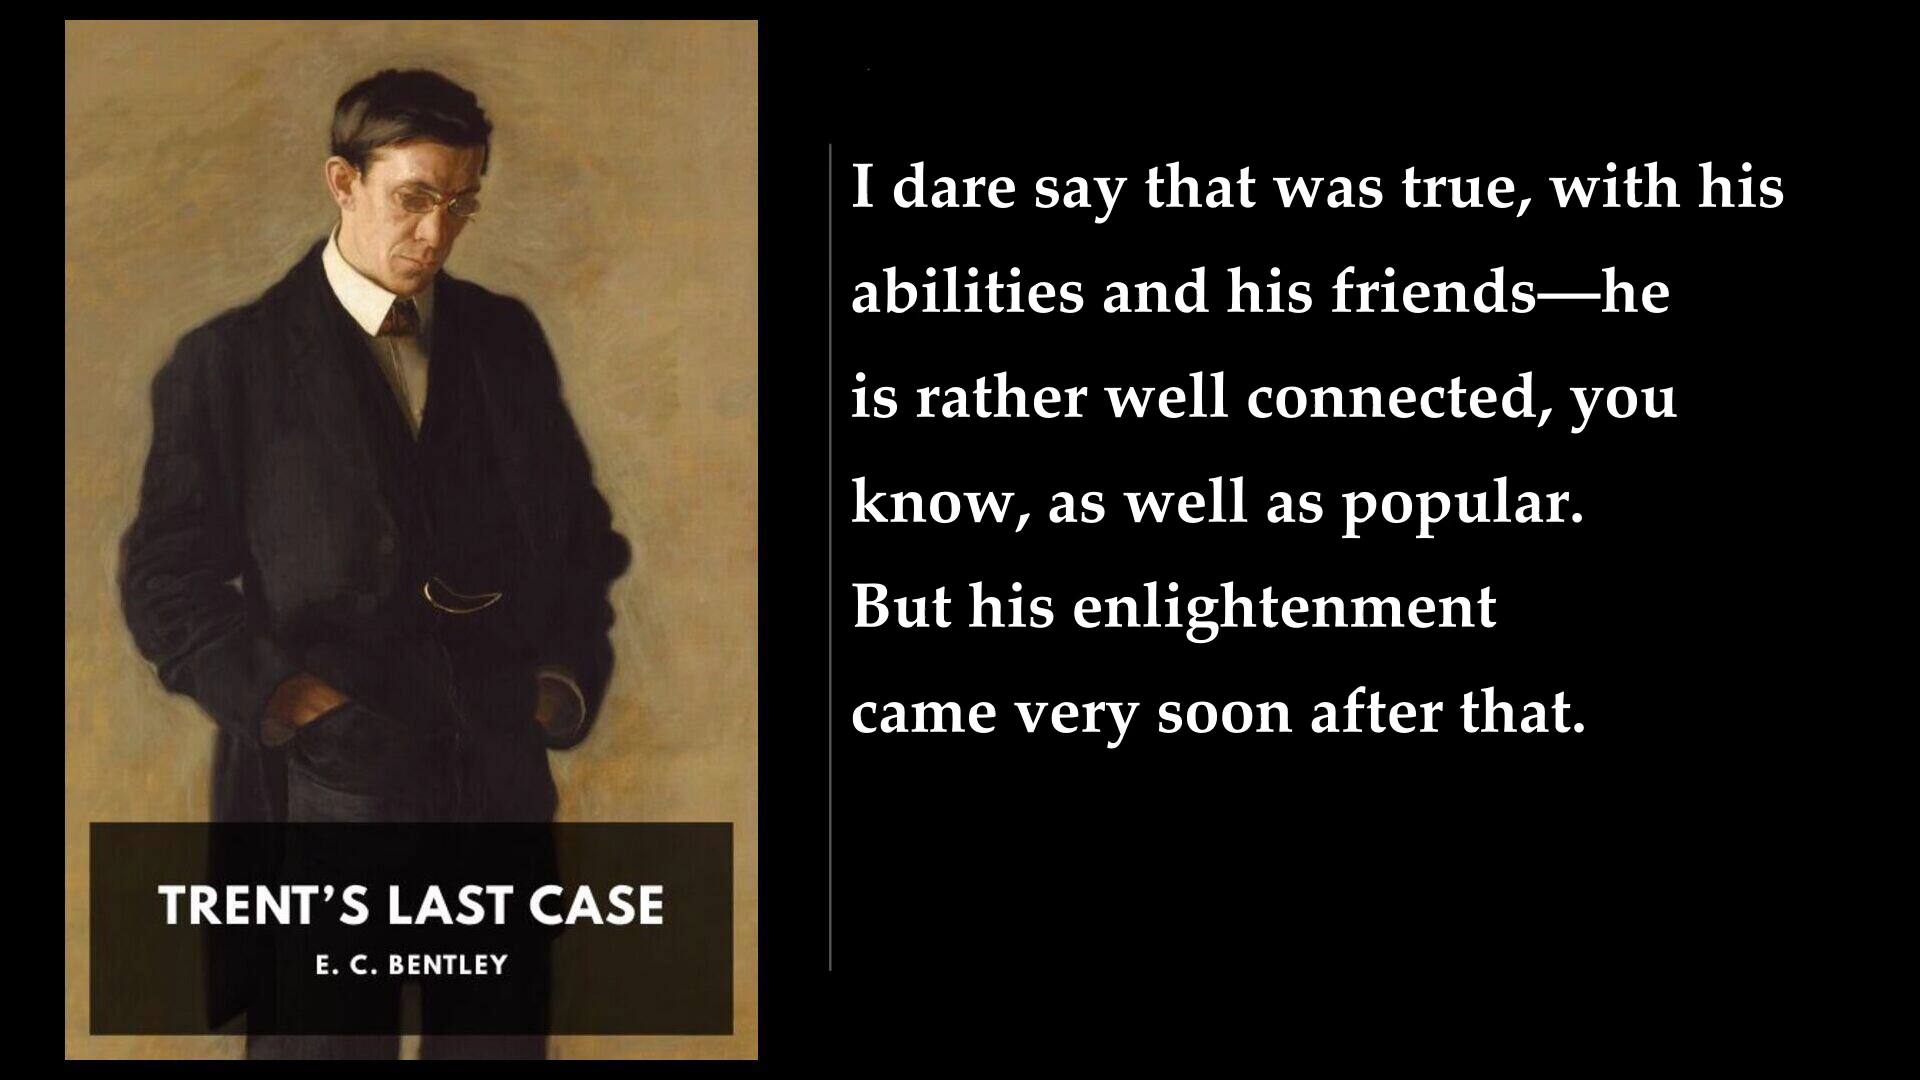 TRENT’S LAST CASE
E. C. BENTLEY
I dare say that was true, with his
abilities and his friends—he
is rather well connected, you
know, as well as popular.
But his enlightenment
came very soon after that.